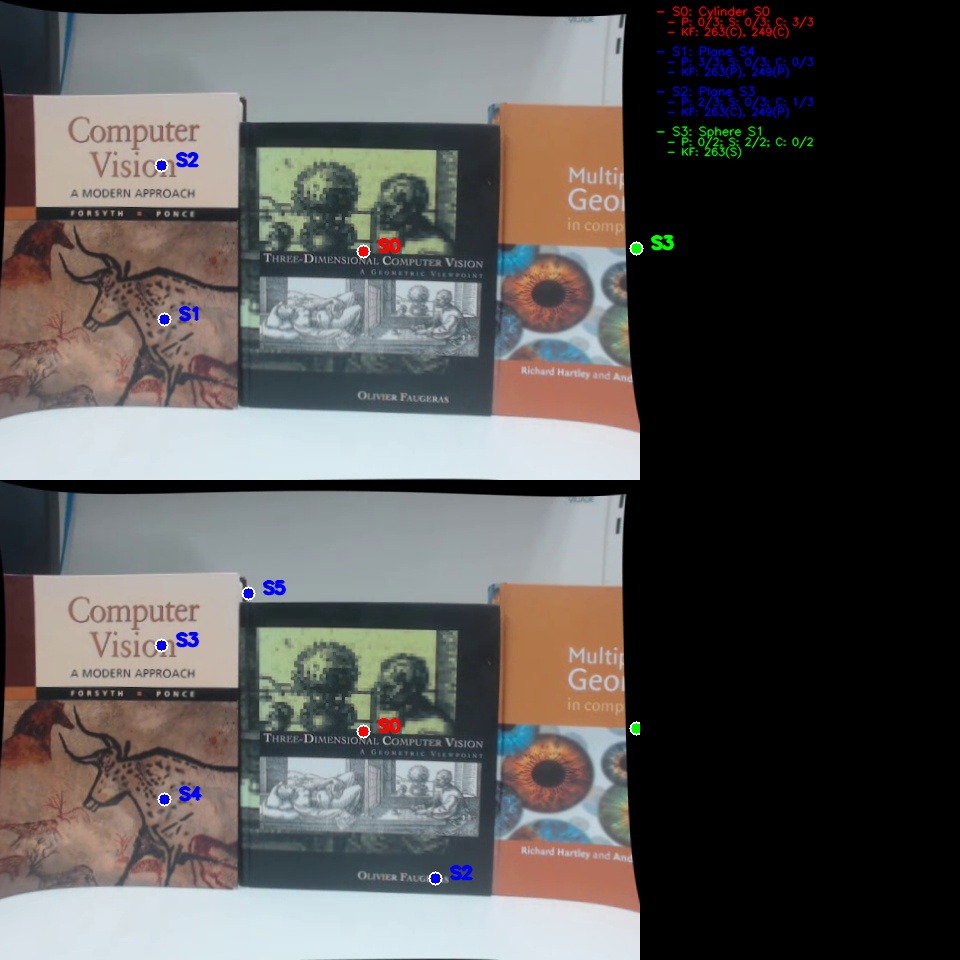 - S0: Cylinder S0
- P: 0/3; S: 0/3; C: 3/3
- KF: 263(C), 249(C)
- S1: Plane S4
- P: 3/3; S: 0/3; C: 0/3
- KF: 263(P), 249(P)
- S2: Plane S3
- P: 2/3; S: 0/3; C: 1/3
- KF: 263(C), 249(P)
- S3: Sphere S1
- P: 0/2; S: 2/2; C: 0/2
- KF: 263(S)
Computer
Vision
S2
A MODERN APPROACH
FORSYTH PONCE
S1
S0
THREE-DIMENSIONAL COMPUTER VISION
A GEOMETRIC VIEWPOINT
OLIVIER FAUGERAS
Multip
Geo
in comp
S3
Richard Hartley and And
S5
Computer
Vision
S3
A MODERN APPROACH
FORSYTH PONCE
S4
S0
THREE-DIMENSIONAL COMPUTER VISION
A GEOMETRIC VIEWPOINT
OLIVIER FAUG S
S2
Multip
Geo
in comp
Richard Hartley and And